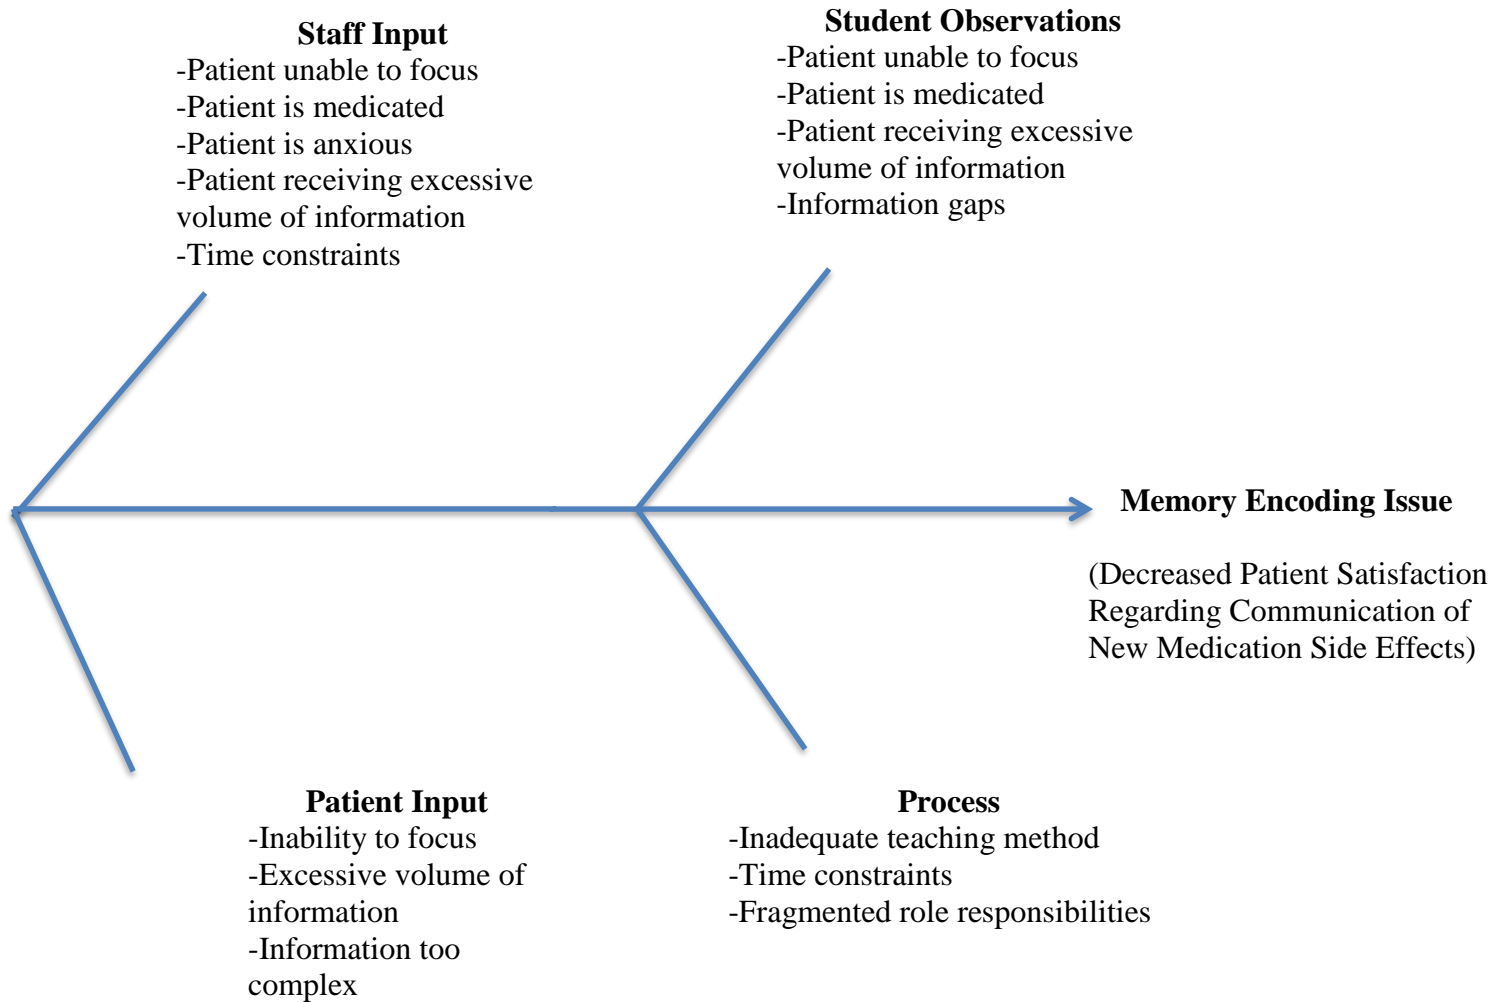 Staff Input
-Patient unable to focus
-Patient is medicated
-Patient is anxious
-Patient receiving excessive
volume of information
-Time constraints
Student Observations
-Patient unable to focus
-Patient is medicated
-Patient receiving excessive
volume of information
-Information gaps
Memory Encoding Issue
(Decreased Patient Satisfaction
Regarding Communication of
New Medication Side Effects)
Patient Input
-Inability to focus
-Excessive volume of
information
-Information too
complex
Process
-Inadequate teaching method
-Time constraints
-Fragmented role responsibilities